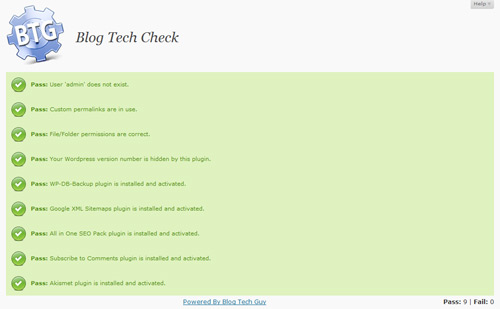 Help
BTG
Blog Tech Check
Pass: User 'admin' does not exist.
Pass: Custom permalinks are in use.
Pass: File/Folder permissions are correct.
Pass: Your Wordpress version number is hidden by this plugin.
Pass: WP-DB-Backup plugin is installed and activated.
Pass: Google XML Sitemaps plugin is installed and activated.
Pass: All in One SEO Pack plugin is installed and activated.
Pass: Subscribe to Comments plugin is installed and activated.
Pass: Akismet plugin is installed and activated.
Powered By Blog Tech Guy
Pass: 9 | Fail: 0